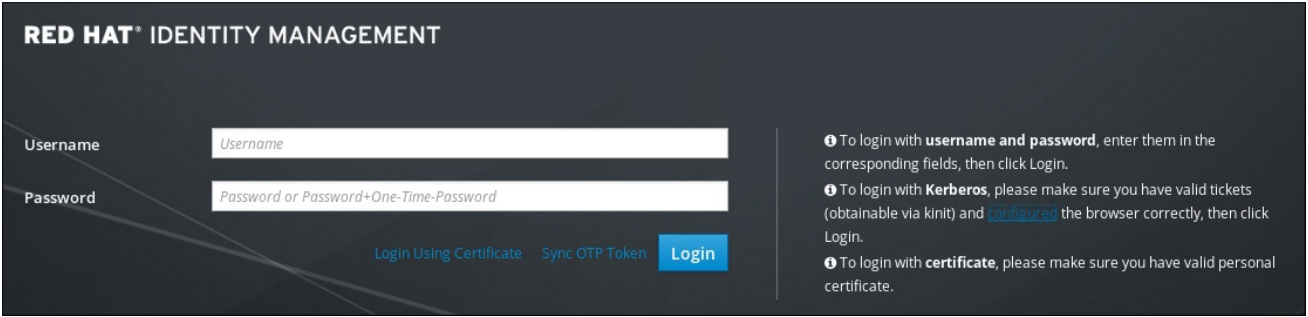 RED HAT® IDENTITY MANAGEMENT
Username
Username
Password
Password or Password+One-Time-Password
Login Using Certificate Sync OTP Token Login
To login with username and password, enter them in the
corresponding fields, then click Login.
To login with Kerberos, please make sure you have valid tickets
(obtainable via kinit) and configured the browser correctly, then click
Login.
To login with certificate, please make sure you have valid personal
certificate.